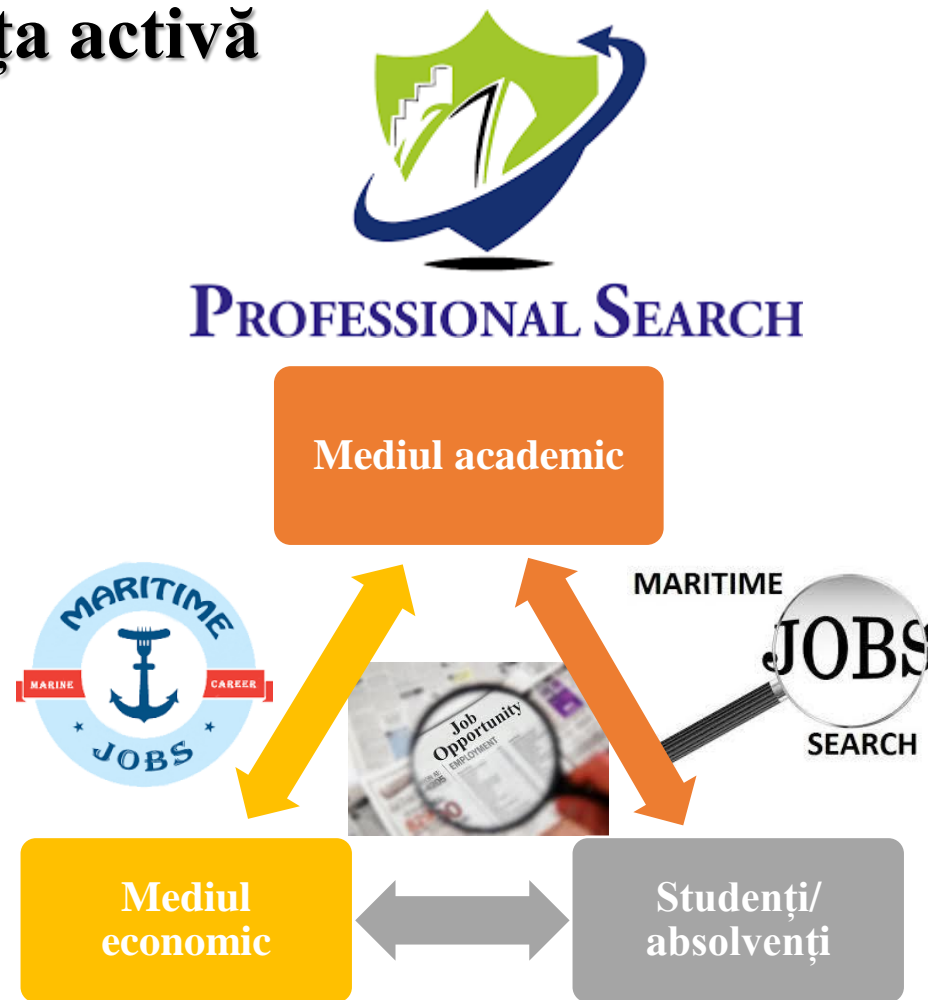 ța activă
PROFESSIONAL SEARCH
Mediul academic
MARITIME
MARINE
CAREER
JOBS
MARITIME
JOBS
SEARCH
Job
Opportunity
EMPLOYMENT
Mediul
economic
Studenți/
absolvenți